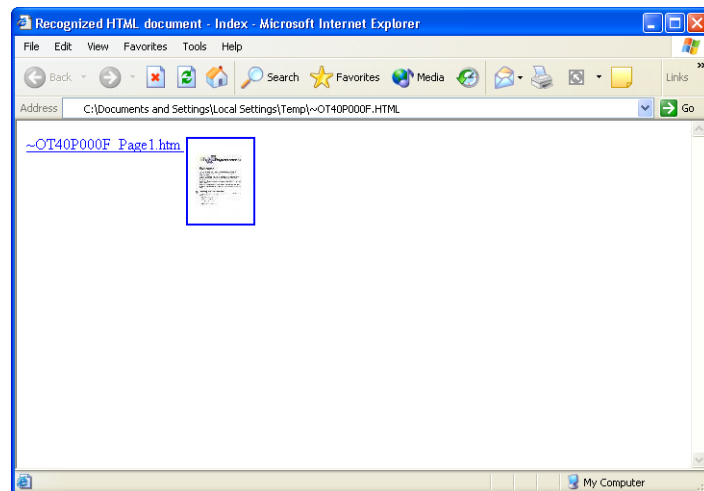 Recognized HTML document - Index - Microsoft Internet Explorer
File Edit View Favorites Tools Help
Back Search Favorites Media Links
Address C:\Documents and Settings\Local Settings\Temp\~OT40P000F.HTML Go
~OT40P000F_Page1.htm
My Computer